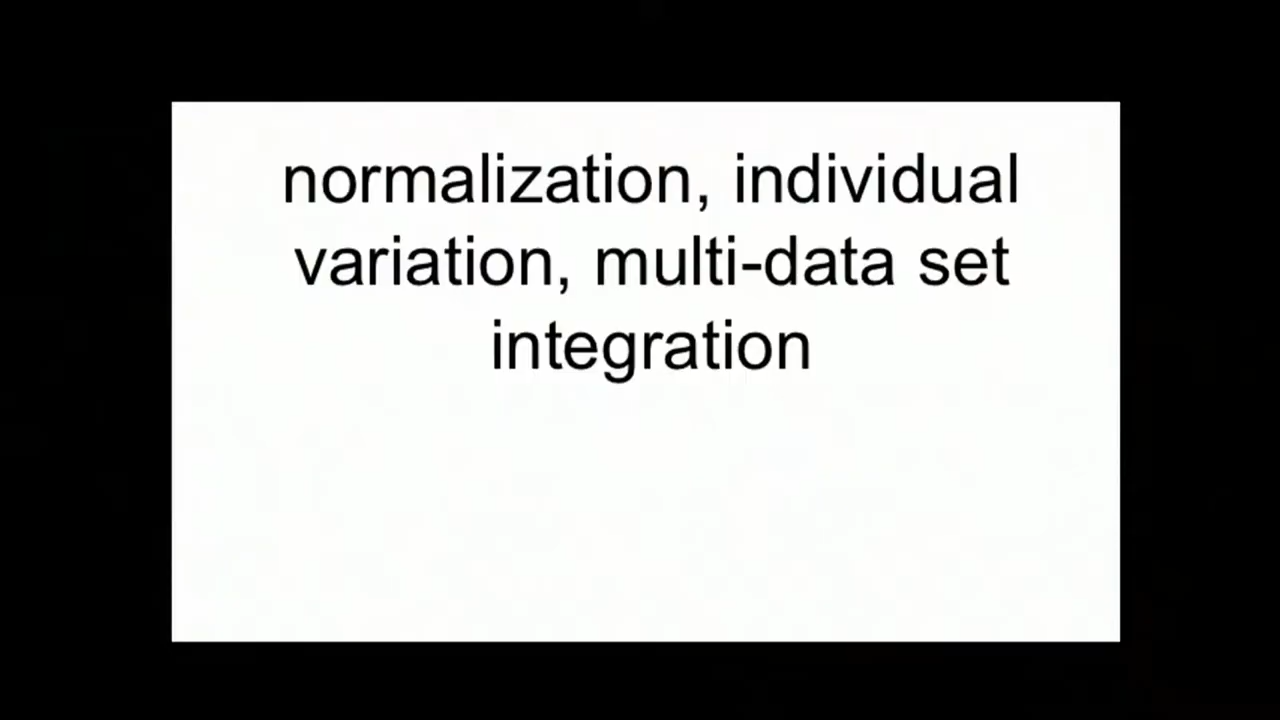 normalization, individual
variation, multi-data set
integration